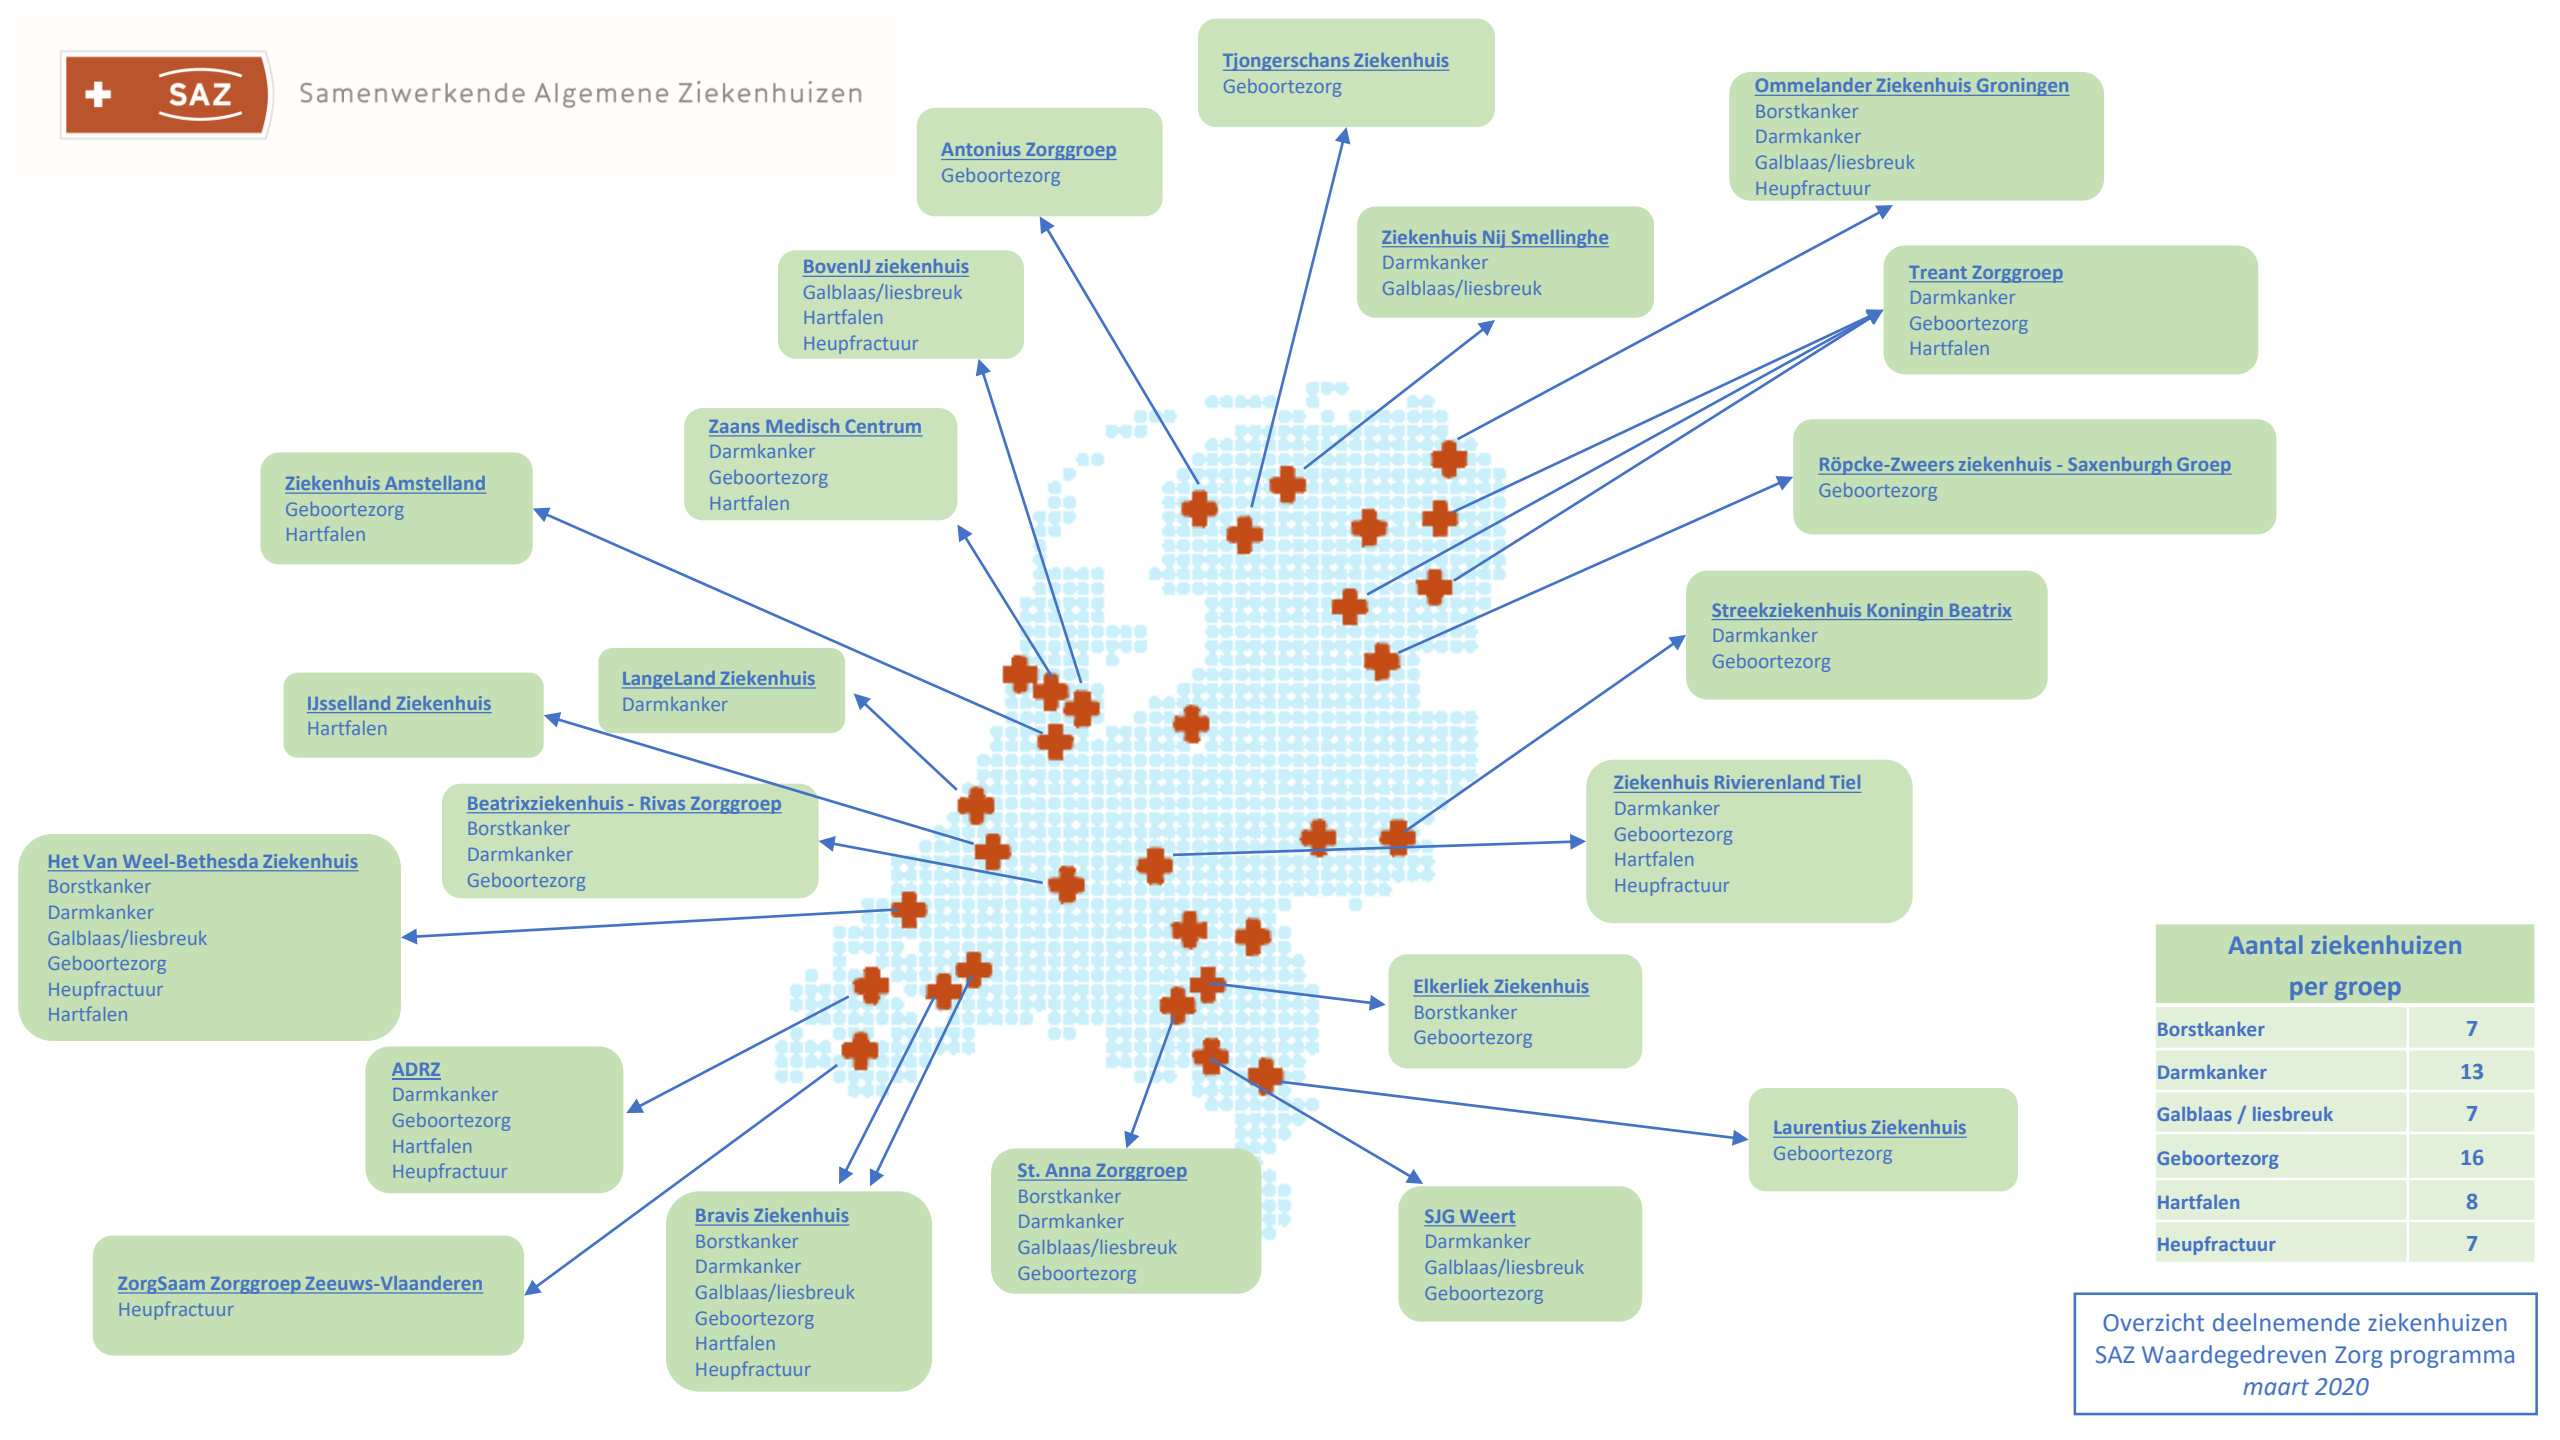 SAZ
Samenwerkende Algemene Ziekenhuizen
Tjongerschans Ziekenhuis
Geboortezorg
Ommelander Ziekenhuis Groningen
Borstkanker
Darmkanker
Galblaas/liesbreuk
Heupfractuur
Antonius Zorggroep
Geboortezorg
Ziekenhuis Nij Smellinghe
Darmkanker
Galblaas/liesbreuk
BovenIJ ziekenhuis
Galblaas/liesbreuk
Hartfalen
Heupfractuur
Treant Zorggroep
Darmkanker
Geboortezorg
Hartfalen
Zaans Medisch Centrum
Darmkanker
Geboortezorg
Hartfalen
Röpcke-Zweers ziekenhuis - Saxenburgh Groep
Geboortezorg
Ziekenhuis Amstelland
Geboortezorg
Hartfalen
Streekziekenhuis Koningin Beatrix
Darmkanker
Geboortezorg
LangeLand Ziekenhuis
Darmkanker
IJsselland Ziekenhuis
Hartfalen
Ziekenhuis Rivierenland Tiel
Darmkanker
Geboortezorg
Hartfalen
Heupfractuur
Beatrixziekenhuis - Rivas Zorggroep
Borstkanker
Darmkanker
Geboortezorg
Het Van Weel-Bethesda Ziekenhuis
Borstkanker
Darmkanker
Galblaas/liesbreuk
Geboortezorg
Heupfractuur
Hartfalen
Elkerliek Ziekenhuis
Borstkanker
Geboortezorg
ADRZ
Darmkanker
Geboortezorg
Hartfalen
Heupfractuur
Laurentius Ziekenhuis
Geboortezorg
St. Anna Zorggroep
Borstkanker
Darmkanker
Galblaas/liesbreuk
Geboortezorg
SJG Weert
Darmkanker
Galblaas/liesbreuk
Geboortezorg
Bravis Ziekenhuis
Borstkanker
Darmkanker
Galblaas/liesbreuk
Geboortezorg
Hartfalen
Heupfractuur
ZorgSaam Zorggroep Zeeuws-Vlaanderen
Heupfractuur
Aantal ziekenhuizen
per groep
Borstkanker 7
Darmkanker 13
Galblaas / liesbreuk 7
Geboortezorg 16
Hartfalen 8
Heupfractuur 7
Overzicht deelnemende ziekenhuizen
SAZ Waardegedreven Zorg programma
maart 2020